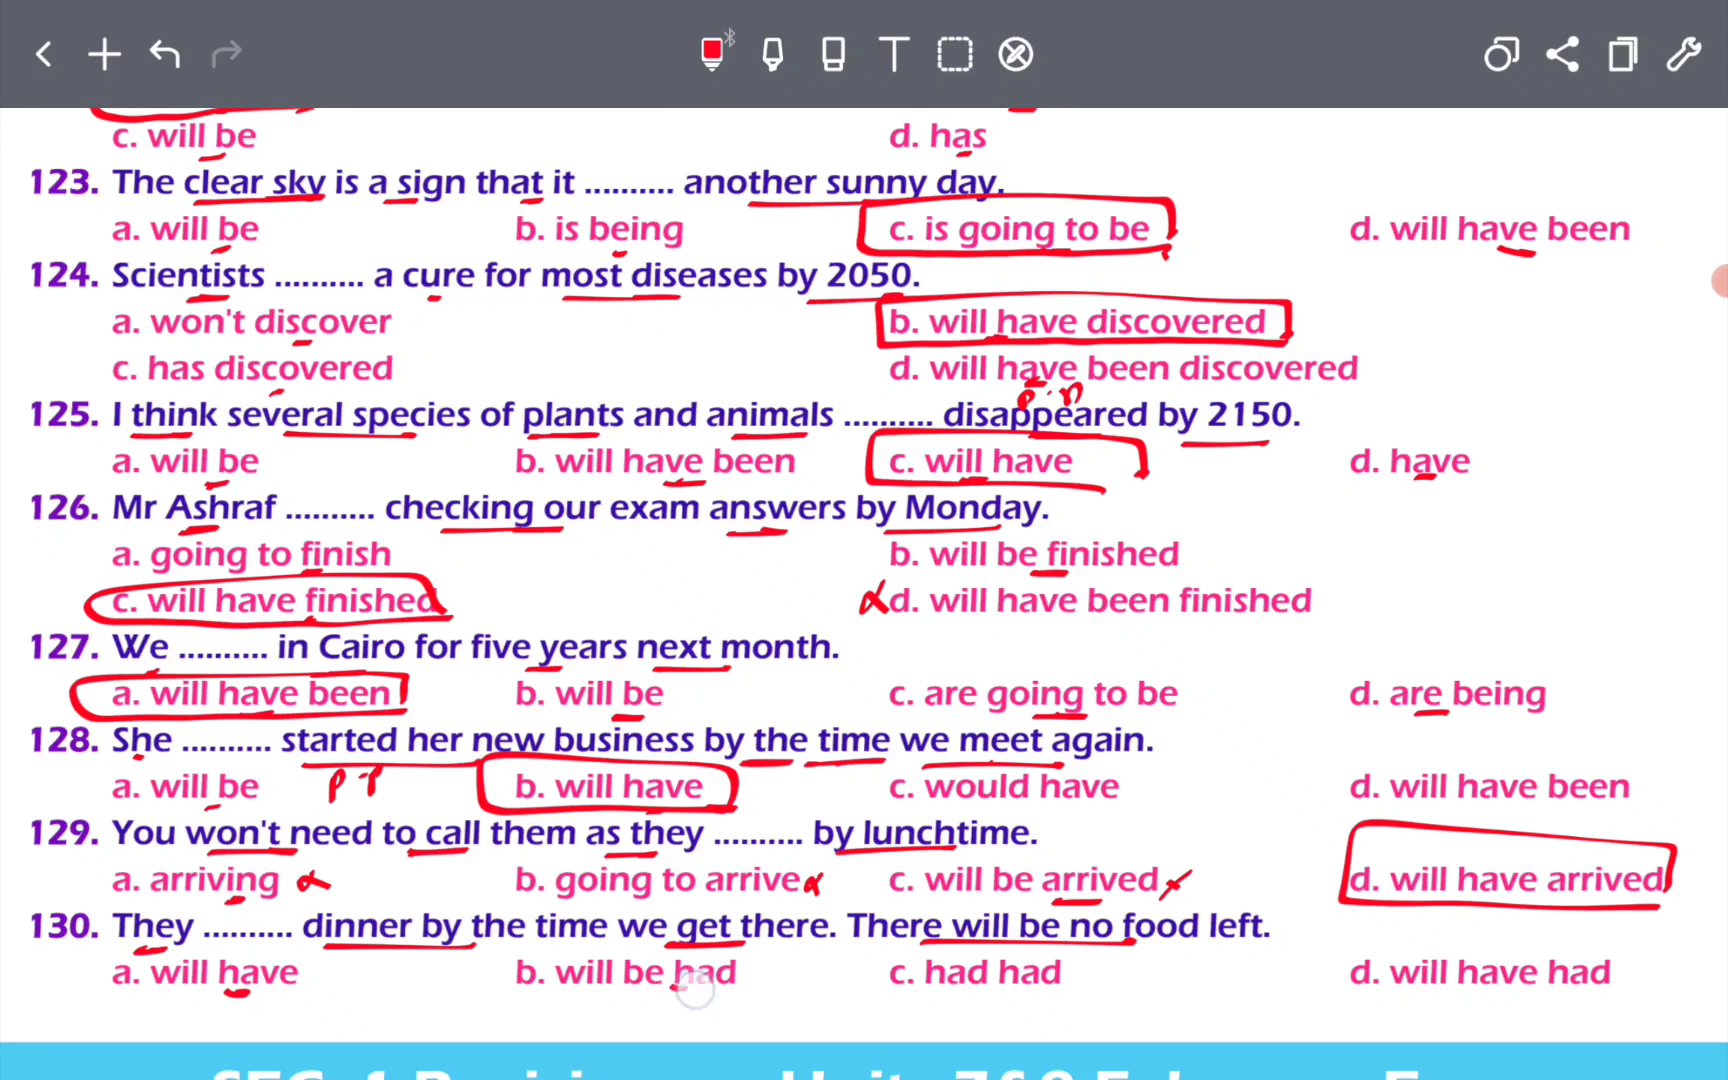 c. will be d. has
123. The clear sky is a sign that it .......... another sunny day.
a. will be b. is being c. is going to be d. will have been
124. Scientists .......... a cure for most diseases by 2050.
a. won't discover b. will have discovered
c. has discovered d. will have been discovered
p.n
125. I think several species of plants and animals .......... disappeared by 2150.
a. will be b. will have been c. will have d. have
126. Mr Ashraf .......... checking our exam answers by Monday.
a. going to finish b. will be finished
c. will have finished d. will have been finished
127. We .......... in Cairo for five years next month.
a. will have been b. will be c. are going to be d. are being
128. She .......... started her new business by the time we meet again.
a. will be P.P b. will have c. would have d. will have been
129. You won't need to call them as they .......... by lunchtime.
a. arriving b. going to arrive c. will be arrived d. will have arrived
130. They .......... dinner by the time we get there. There will be no food left.
a. will have b. will be had c. had had d. will have had